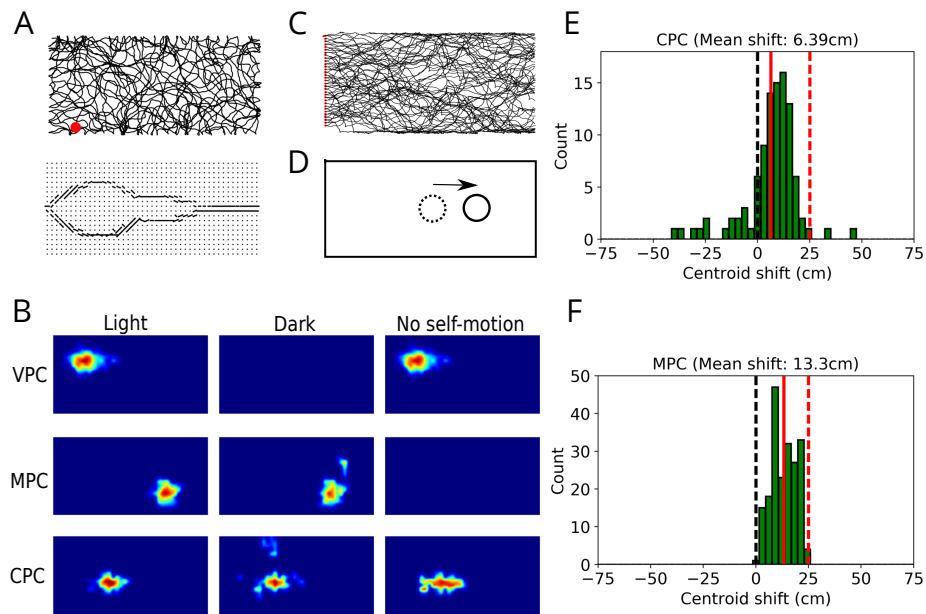 A
C
D
B
Light
Dark
No self-motion
VPC
MPC
CPC
E
CPC (Mean shift: 6.39cm)
Count
15
10
5
0
−75
−50
−25
0
25
50
75
Centroid shift (cm)
F
MPC (Mean shift: 13.3cm)
Count
50
40
30
20
10
0
−75
−50
−25
0
25
50
75
Centroid shift (cm)